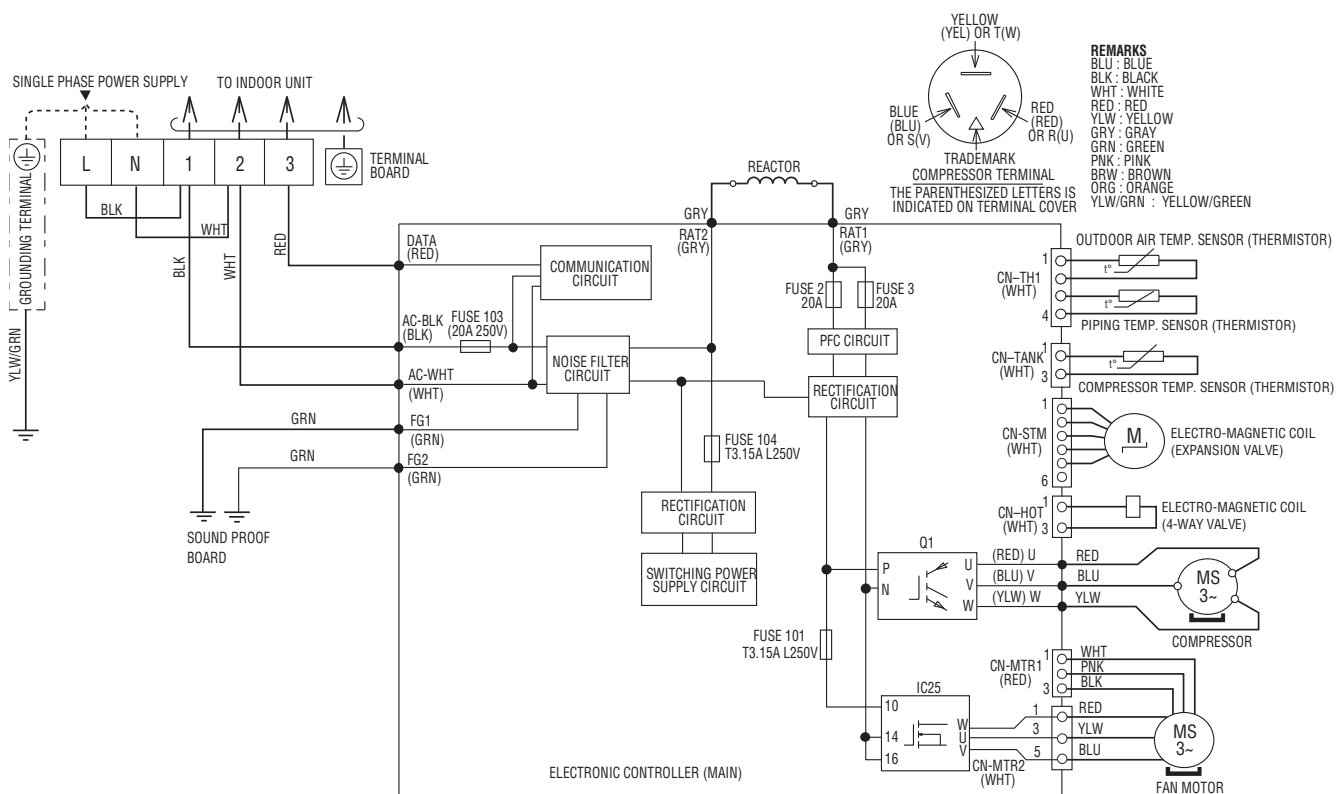 YELLOW
(YEL) OR T(W)
BLUE
(BLU)
OR S(V)
RED
(RED)
OR R(U)
TRADEMARK
COMPRESSOR TERMINAL
THE PARENTHESIZED LETTERS IS
INDICATED ON TERMINAL COVER
REMARKS
BLU : BLUE
BLK : BLACK
WHT : WHITE
RED : RED
YLW : YELLOW
GRY : GRAY
GRN : GREEN
PNK : PINK
BRW : BROWN
ORG : ORANGE
YLW/GRN : YELLOW/GREEN
SINGLE PHASE POWER SUPPLY
TO INDOOR UNIT
L N 1 2 3
TERMINAL
BOARD
GROUNDING TERMINAL
YLW/GRN
BLK
WHT
BLK
WHT
RED
REACTOR
GRY
GRY
RAT2
(GRY)
RAT1
(GRY)
DATA
(RED)
COMMUNICATION
CIRCUIT
AC-BLK
(BLK)
FUSE 103
(20A 250V)
NOISE FILTER
CIRCUIT
AC-WHT
(WHT)
GRN
FG1
(GRN)
GRN
FG2
(GRN)
SOUND PROOF
BOARD
FUSE 2
20A
FUSE 3
20A
PFC CIRCUIT
RECTIFICATION
CIRCUIT
FUSE 104
T3.15A L250V
RECTIFICATION
CIRCUIT
SWITCHING POWER
SUPPLY CIRCUIT
OUTDOOR AIR TEMP. SENSOR (THERMISTOR)
1
t°
CN–TH1
(WHT)
t°
4
PIPING TEMP. SENSOR (THERMISTOR)
1
CN–TANK
(WHT)
3
t°
COMPRESSOR TEMP. SENSOR (THERMISTOR)
1
CN-STM
(WHT)
6
M
ELECTRO-MAGNETIC COIL
(EXPANSION VALVE)
1
CN–HOT
(WHT)
3
ELECTRO-MAGNETIC COIL
(4-WAY VALVE)
Q1
P
N
U
V
W
(RED) U
(BLU) V
(YLW) W
RED
BLU
YLW
MS
3~
COMPRESSOR
FUSE 101
T3.15A L250V
1
CN-MTR1
(RED)
3
WHT
PNK
BLK
IC25
10
14
16
W
U
V
1
3
5
CN-MTR2
(WHT)
RED
YLW
BLU
MS
3~
FAN MOTOR
ELECTRONIC CONTROLLER (MAIN)